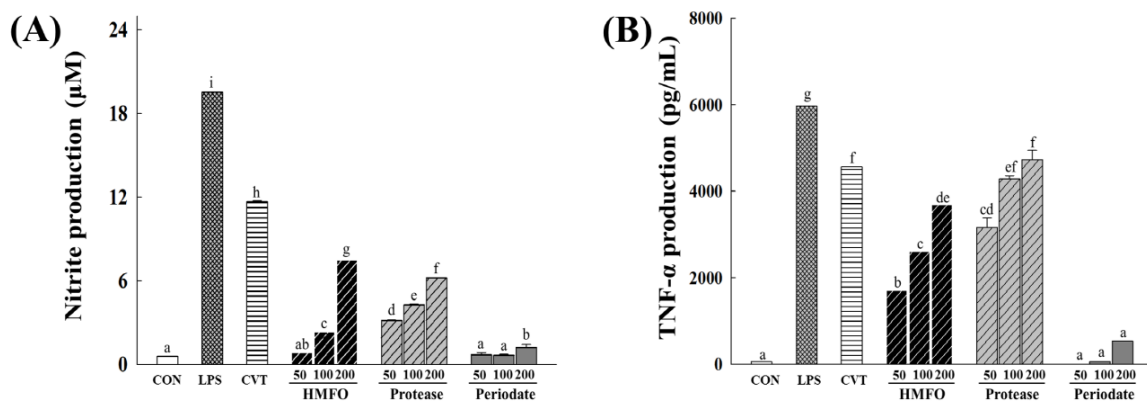 (A)
Nitrite production (μM)
24
18
12
6
0
a
i
h
ab
c
g
d
e
f
a
a
b
CON
LPS
CVT
50 100 200
HMFO
50 100 200
Protease
50 100 200
Periodate
(B)
TNF-α production (pg/mL)
8000
6000
4000
2000
0
a
g
f
b
c
de
cd
ef
f
a
a
a
CON
LPS
CVT
50 100 200
HMFO
50 100 200
Protease
50 100 200
Periodate